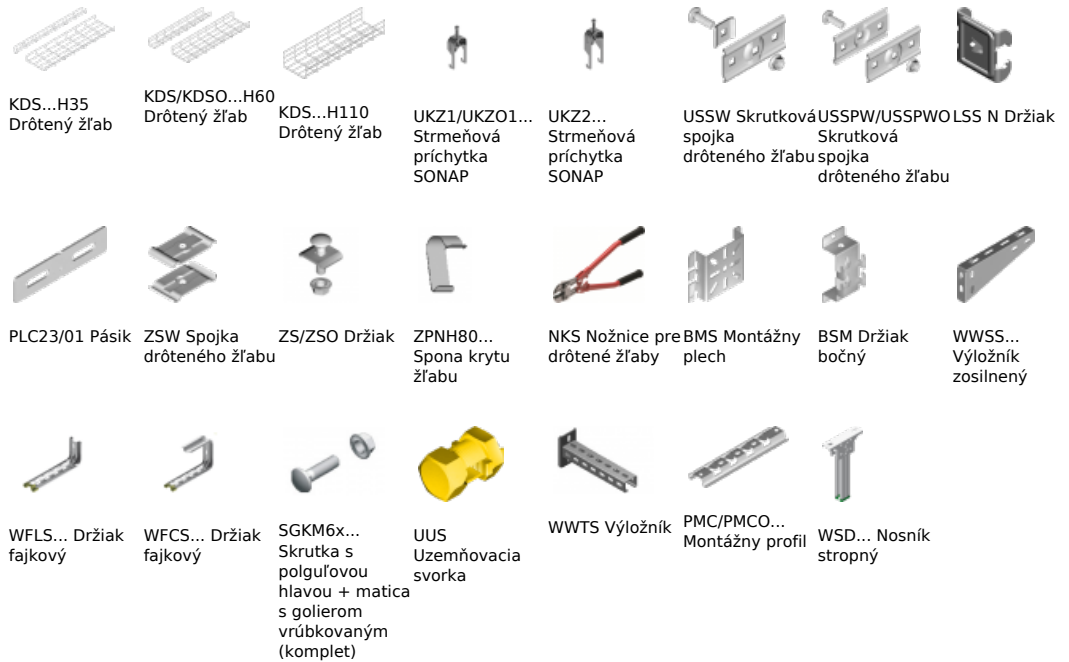 KDS...H35
Drôtený žľab
KDS/KDSO...H60
Drôtený žľab
KDS...H110
Drôtený žľab
UKZ1/UKZO1...
Strmeňová
príchytka
SONAP
UKZ2...
Strmeňová
príchytka
SONAP
USSW Skrutková
spojka
drôteného žľabu
USSPW/USSPWO
Skrutková
spojka
drôteného žľabu
LSS N Držiak
PLC23/01 Pásik
ZSW Spojka
drôteného žľabu
ZS/ZSO Držiak
ZPNH80...
Spona krytu
žľabu
NKS Nožnice pre
drôtené žľaby
BMS Montážny
plech
BSM Držiak
bočný
WWSS...
Výložník
zosilnený
WFLS... Držiak
fajkový
WFCS... Držiak
fajkový
SGKM6x...
Skrutka s
polguľovou
hlavou + matica
s golierom
vrúbkovaným
(komplet)
UUS
Uzemňovacia
svorka
WWTS Výložník
PMC/PMCO...
Montážny profil
WSD... Nosník
stropný